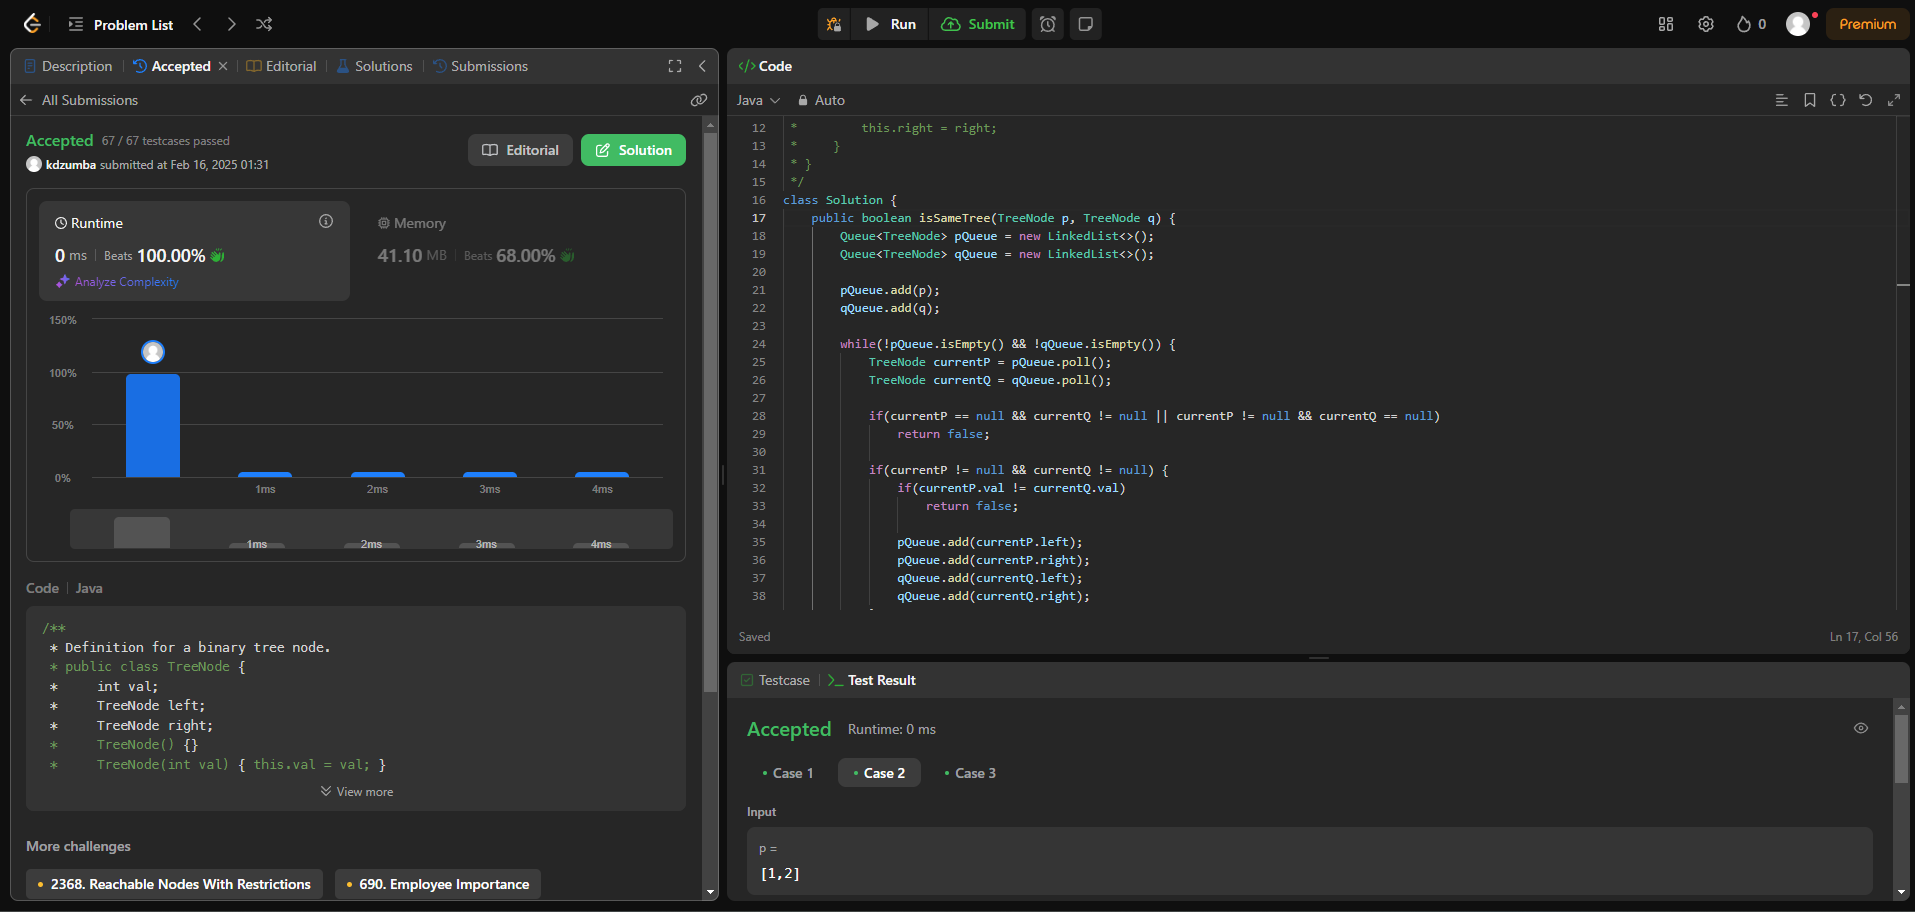 Problem List
Run
Submit
0
Premium
Description
Accepted
Editorial
Solutions
Submissions
All Submissions
Accepted 67 / 67 testcases passed
kdzumba submitted at Feb 16, 2025 01:31
Editorial
Solution
Runtime
0 ms | Beats 100.00%
Analyze Complexity
Memory
41.10 MB | Beats 68.00%
150%
100%
50%
0%
1ms 2ms 3ms 4ms
1ms 2ms 3ms 4ms
Code | Java
/**
 * Definition for a binary tree node.
 * public class TreeNode {
 *     int val;
 *     TreeNode left;
 *     TreeNode right;
 *     TreeNode() {}
 *     TreeNode(int val) { this.val = val; }
View more
More challenges
2368. Reachable Nodes With Restrictions
690. Employee Importance
</> Code
Java
Auto
12  *         this.right = right;
13  *     }
14  * }
15  */
16 class Solution {
17     public boolean isSameTree(TreeNode p, TreeNode q) {
18         Queue<TreeNode> pQueue = new LinkedList<>();
19         Queue<TreeNode> qQueue = new LinkedList<>();
20
21         pQueue.add(p);
22         qQueue.add(q);
23
24         while(!pQueue.isEmpty() && !qQueue.isEmpty()) {
25             TreeNode currentP = pQueue.poll();
26             TreeNode currentQ = qQueue.poll();
27
28             if(currentP == null && currentQ != null || currentP != null && currentQ == null)
29                 return false;
30
31             if(currentP != null && currentQ != null) {
32                 if(currentP.val != currentQ.val)
33                     return false;
34
35                 pQueue.add(currentP.left);
36                 pQueue.add(currentP.right);
37                 qQueue.add(currentQ.left);
38                 qQueue.add(currentQ.right);
Saved
Ln 17, Col 56
Testcase
Test Result
Accepted Runtime: 0 ms
Case 1
Case 2
Case 3
Input
p =
[1,2]